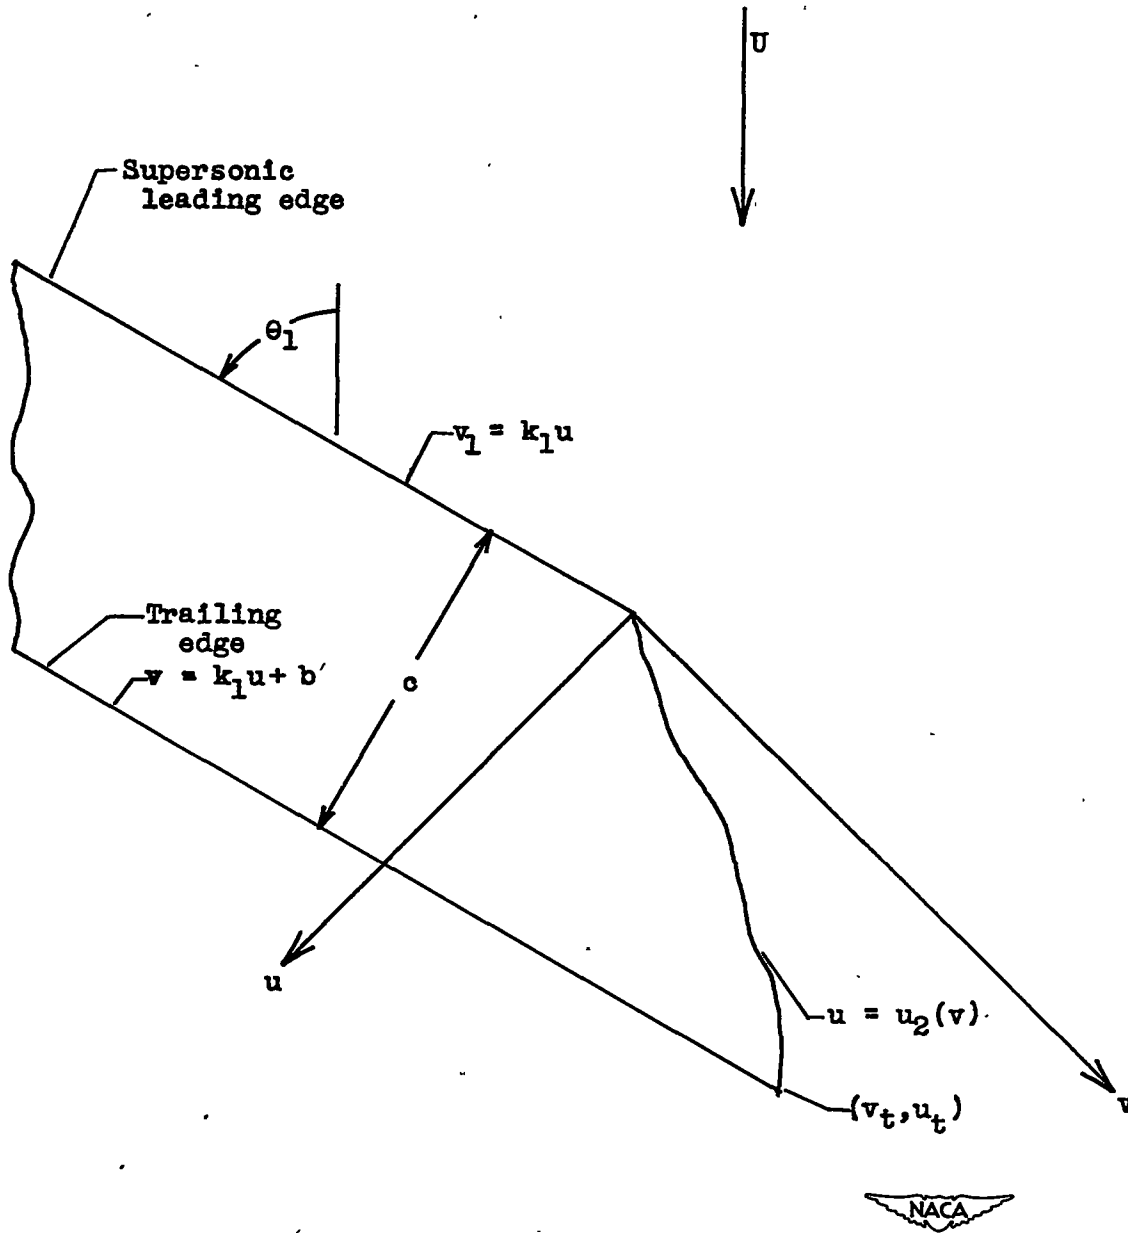 U
Supersonic
leading edge
θ₁
v₁ = k₁u
Trailing
edge
v = k₁u + b′
c
u
u = u₂(v)
(vₜ,uₜ)
v
NACA